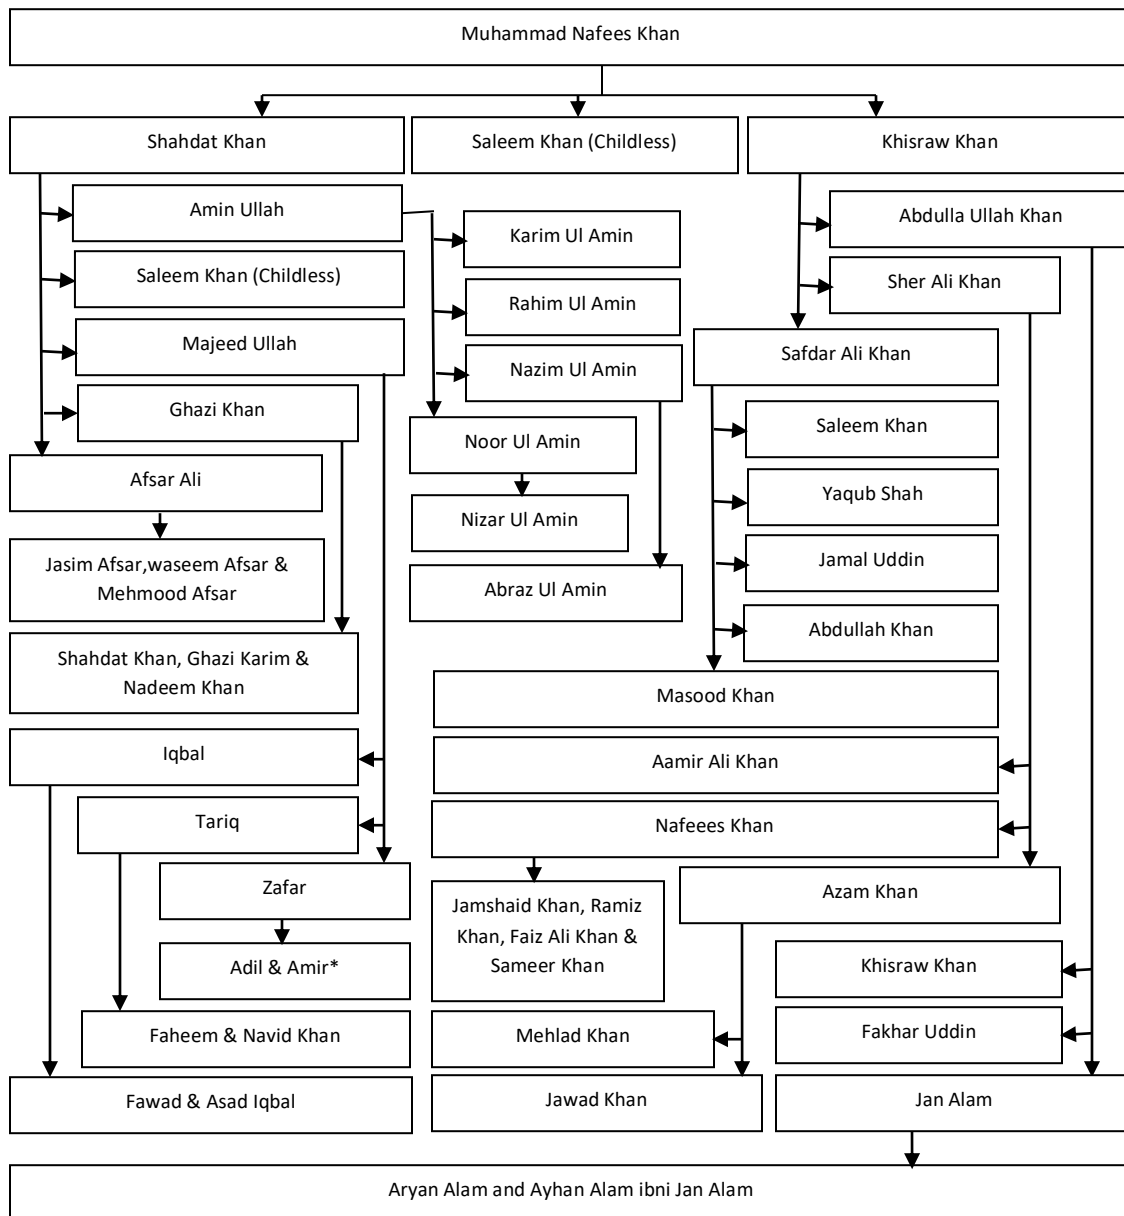 Muhammad Nafees Khan
Shahdat Khan
Saleem Khan (Childless)
Khisraw Khan
Amin Ullah
Karim Ul Amin
Abdulla Ullah Khan
Saleem Khan (Childless)
Rahim Ul Amin
Sher Ali Khan
Majeed Ullah
Nazim Ul Amin
Safdar Ali Khan
Ghazi Khan
Noor Ul Amin
Saleem Khan
Afsar Ali
Nizar Ul Amin
Yaqub Shah
Jasim Afsar,waseem Afsar &
Mehmood Afsar
Abraz Ul Amin
Jamal Uddin
Abdullah Khan
Shahdat Khan, Ghazi Karim &
Nadeem Khan
Masood Khan
Iqbal
Aamir Ali Khan
Tariq
Nafeees Khan
Zafar
Jamshaid Khan, Ramiz
Khan, Faiz Ali Khan &
Sameer Khan
Azam Khan
Adil & Amir*
Khisraw Khan
Faheem & Navid Khan
Mehlad Khan
Fakhar Uddin
Fawad & Asad Iqbal
Jawad Khan
Jan Alam
Aryan Alam and Ayhan Alam ibni Jan Alam